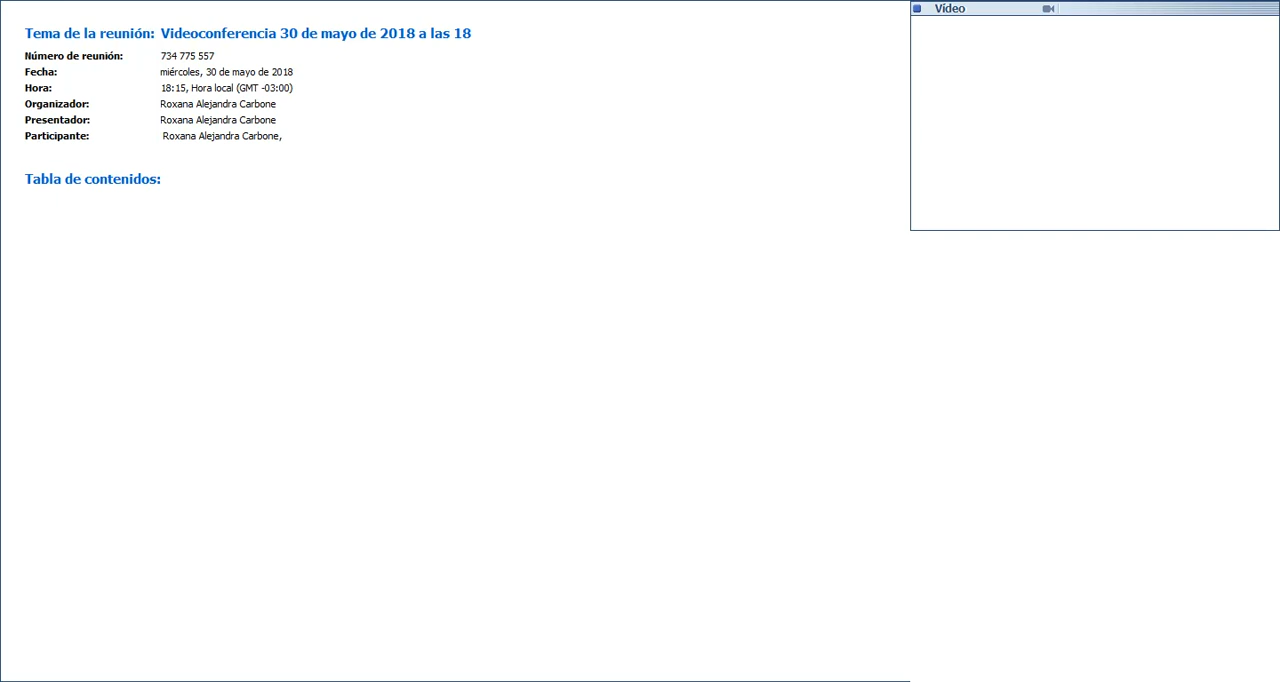 Tema de la reunión: Videoconferencia 30 de mayo de 2018 a las 18
Número de reunión: 734 775 557
Fecha: miércoles, 30 de mayo de 2018
Hora: 18:15, Hora local (GMT -03:00)
Organizador: Roxana Alejandra Carbone
Presentador: Roxana Alejandra Carbone
Participante: Roxana Alejandra Carbone,
Tabla de contenidos:
Vídeo